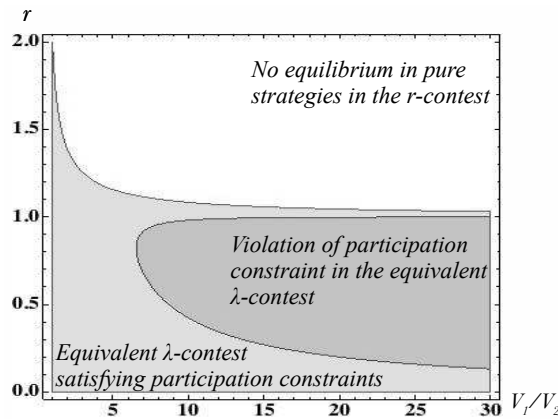 r
2.0
No equilibrium in pure
strategies in the r-contest
1.5
1.0
Violation of participation
constraint in the equivalent
λ-contest
0.5
Equivalent λ-contest
satisfying participation constraints
0.0
5 10 15 20 25 30 V₁/V₂